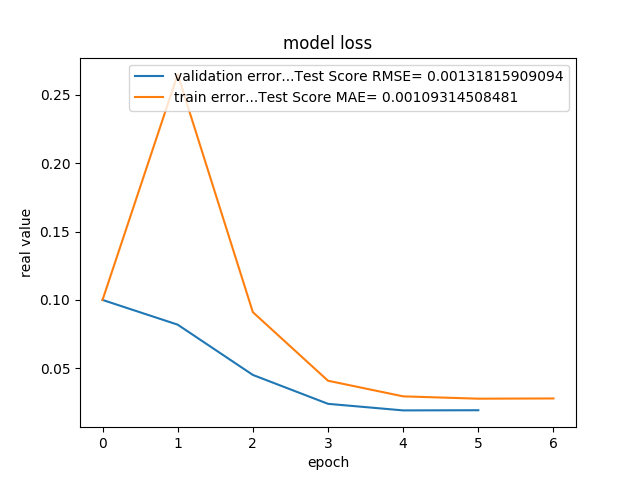 model loss
validation error...Test Score RMSE= 0.00131815909094
train error...Test Score MAE= 0.00109314508481
real value
0.25
0.20
0.15
0.10
0.05
0 1 2 3 4 5 6
epoch